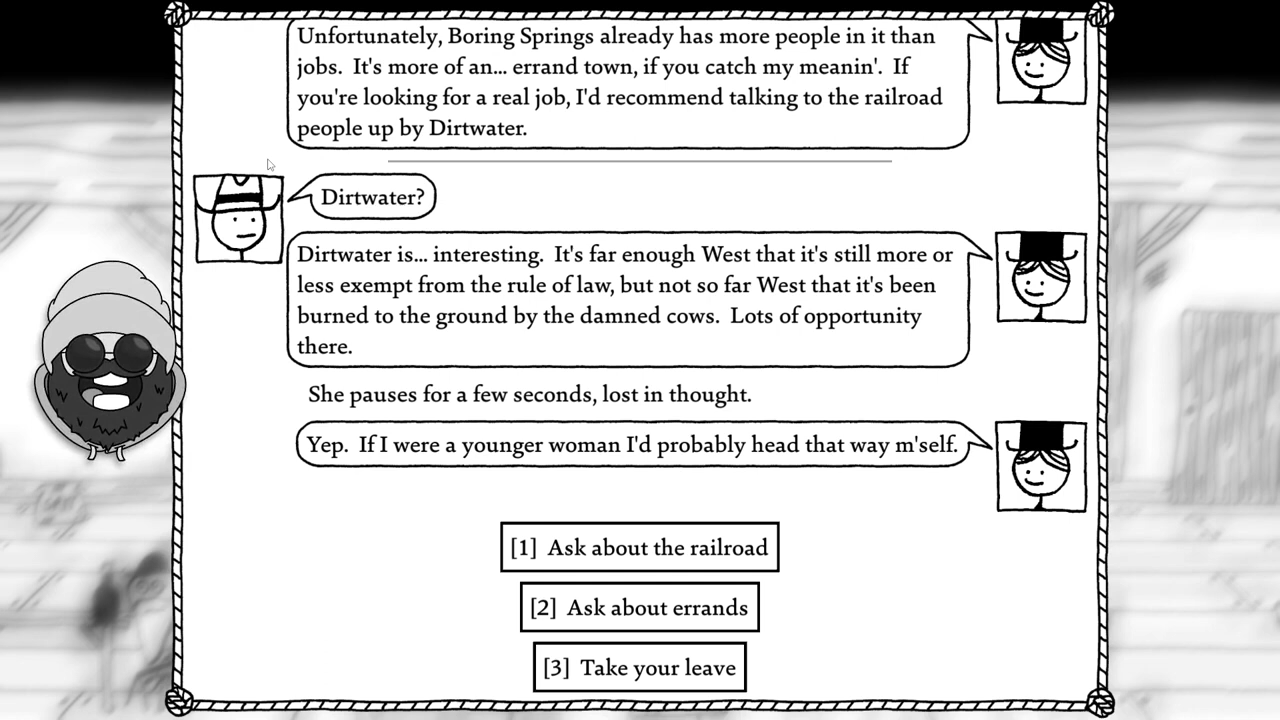 Unfortunately, Boring Springs already has more people in it than
jobs. It's more of an... errand town, if you catch my meanin'. If
you're looking for a real job, I'd recommend talking to the railroad
people up by Dirtwater.
Dirtwater?
Dirtwater is... interesting. It's far enough West that it's still more or
less exempt from the rule of law, but not so far West that it's been
burned to the ground by the damned cows. Lots of opportunity
there.
She pauses for a few seconds, lost in thought.
Yep. If I were a younger woman I'd probably head that way m'self.
[1] Ask about the railroad
[2] Ask about errands
[3] Take your leave